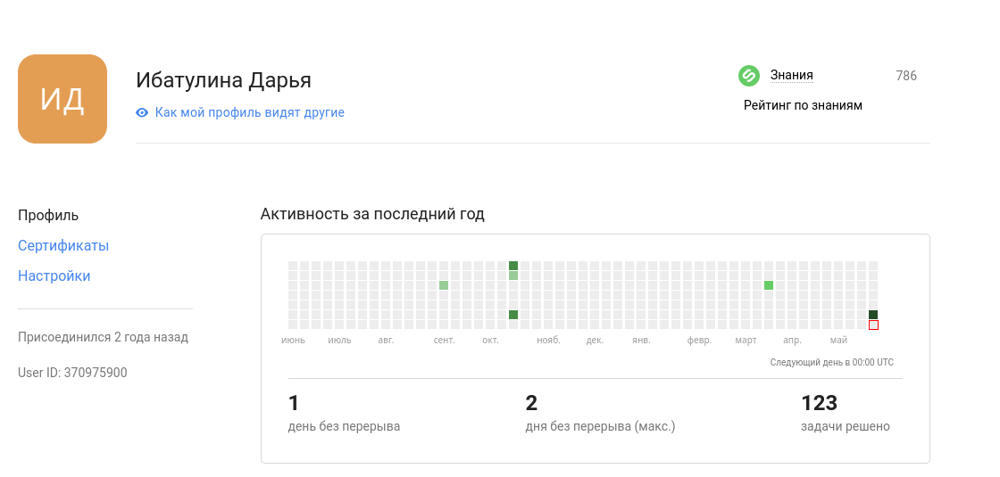 ИД
Ибатулина Дарья
Как мой профиль видят другие
Знания 786
Рейтинг по знаниям
Профиль
Сертификаты
Настройки
Присоединился 2 года назад
User ID: 370975900
Активность за последний год
июнь июль авг. сент. окт. нояб. дек. янв. февр. март апр. май
Следующий день в 00:00 UTC
1 2 123
день без перерыва дня без перерыва (макс.) задачи решено